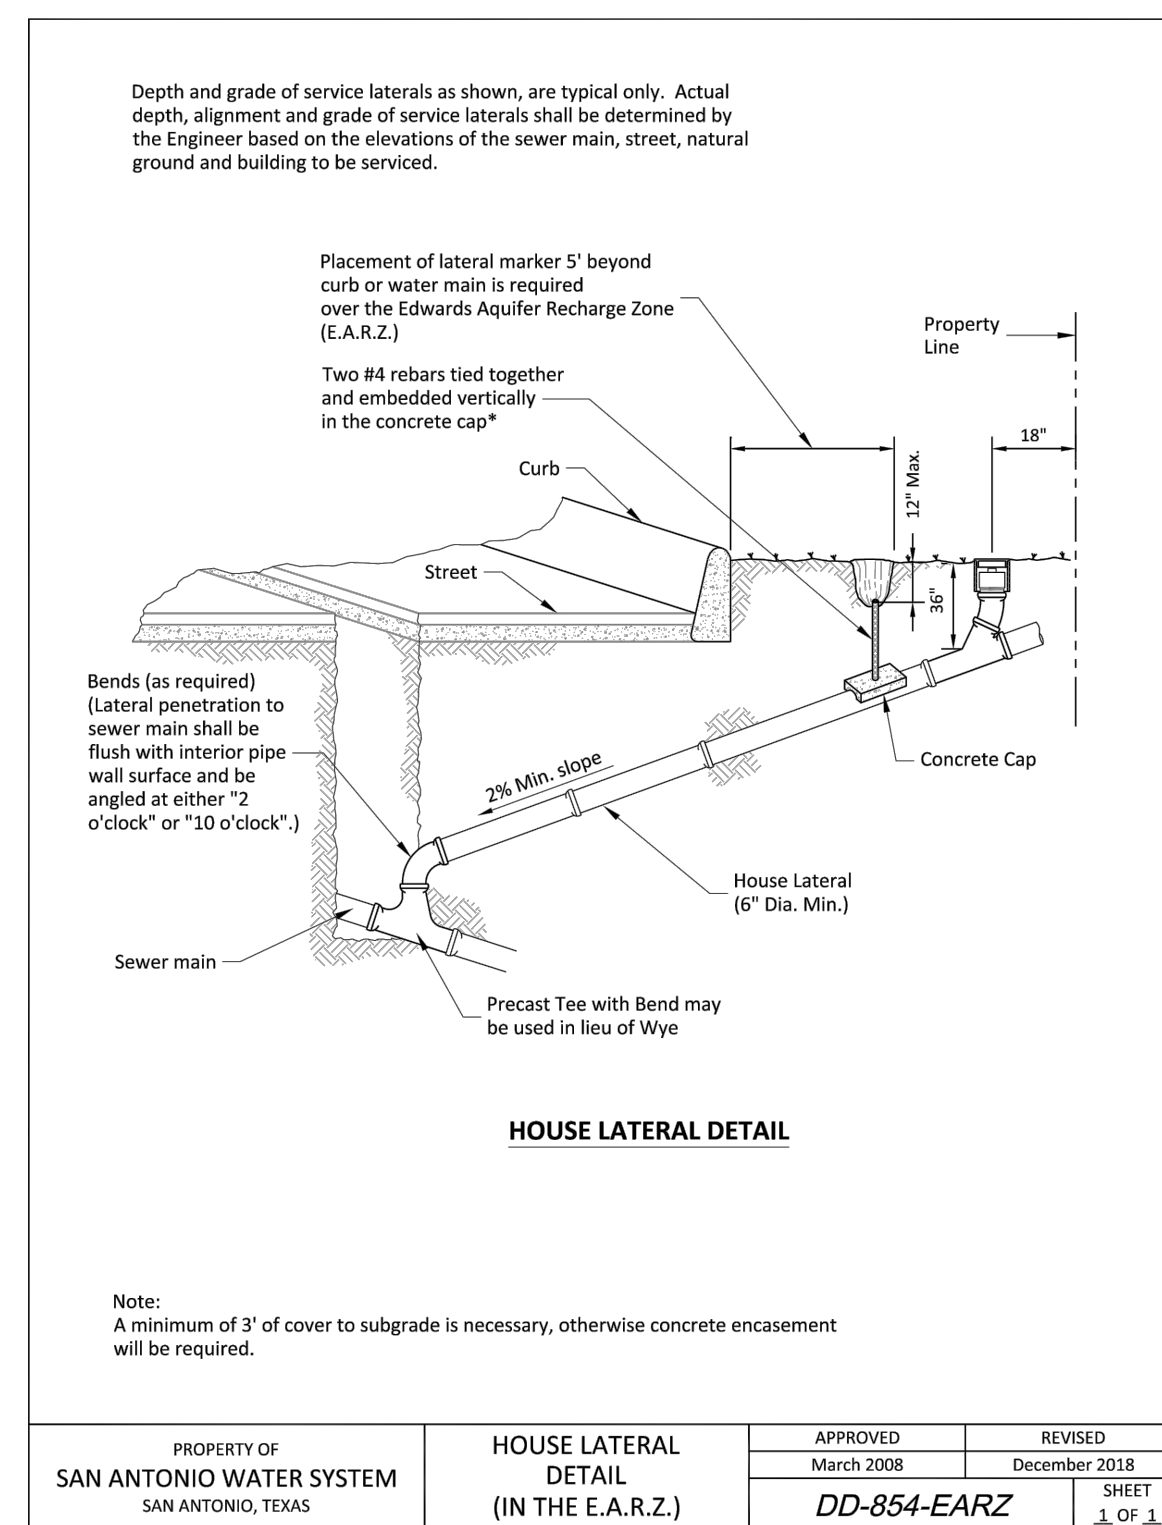 Depth and grade of service laterals as shown, are typical only.  Actual
depth, alignment and grade of service laterals shall be determined by
the Engineer based on the elevations of the sewer main, street, natural
ground and building to be serviced.
Placement of lateral marker 5' beyond
curb or water main is required
over the Edwards Aquifer Recharge Zone
(E.A.R.Z.)
Property
Line
Two #4 rebars tied together
and embedded vertically
in the concrete cap*
18"
12" Max.
Curb
Street
36"
Bends (as required)
(Lateral penetration to
sewer main shall be
flush with interior pipe
wall surface and be
angled at either "2
o'clock" or "10 o'clock".)
2% Min. slope
Concrete Cap
House Lateral
(6" Dia. Min.)
Sewer main
Precast Tee with Bend may
be used in lieu of Wye
HOUSE LATERAL DETAIL
Note:
A minimum of 3' of cover to subgrade is necessary, otherwise concrete encasement
will be required.
PROPERTY OF
SAN ANTONIO WATER SYSTEM
SAN ANTONIO, TEXAS
HOUSE LATERAL
DETAIL
(IN THE E.A.R.Z.)
APPROVED
March 2008
REVISED
December 2018
DD-854-EARZ
SHEET
1 OF 1